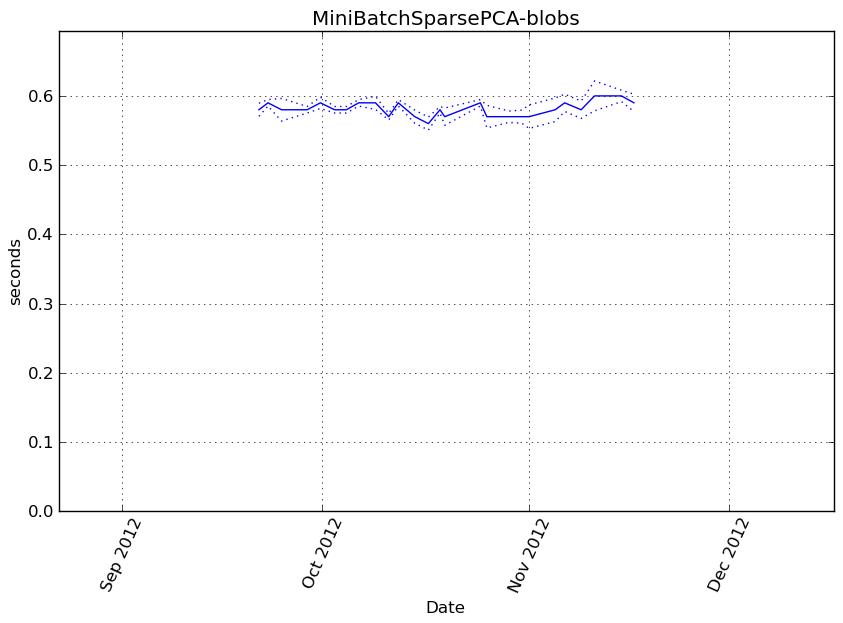 MiniBatchSparsePCA-blobs
seconds
0.6
0.5
0.4
0.3
0.2
0.1
0.0
Sep 2012
Oct 2012
Nov 2012
Dec 2012
Date